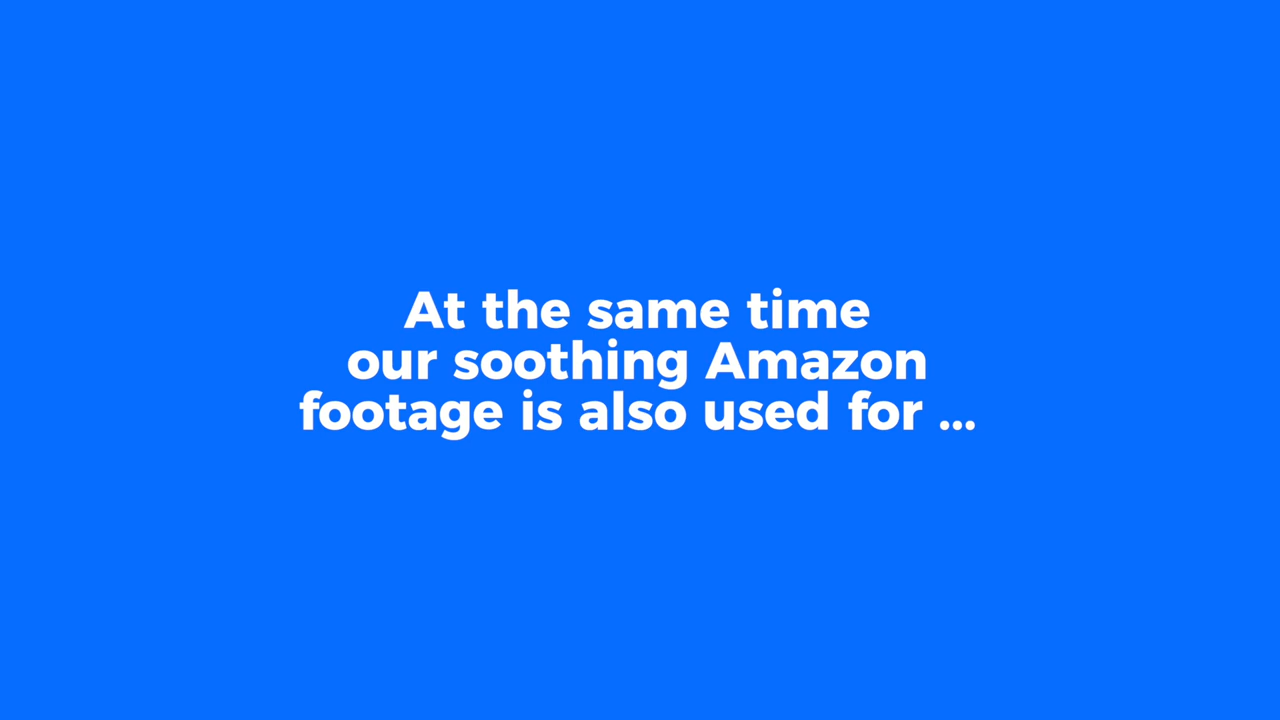 At the same time
our soothing Amazon
footage is also used for ...